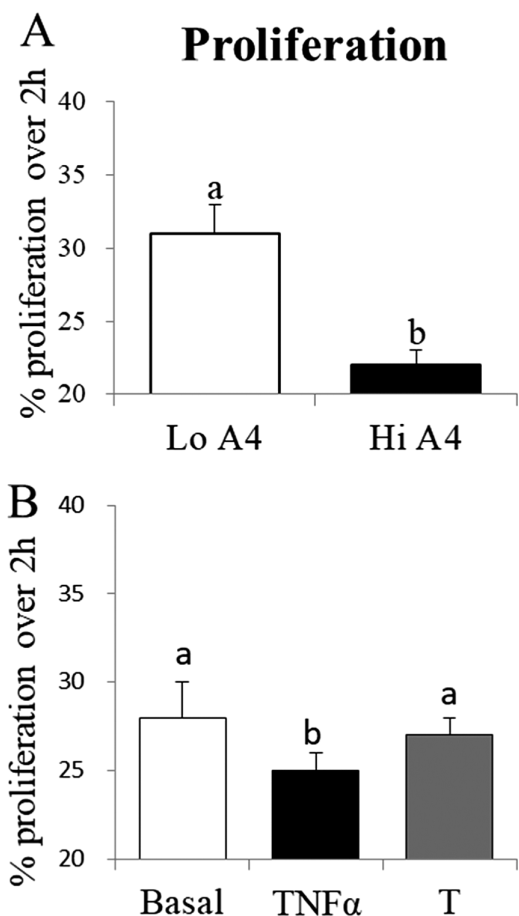 A
Proliferation
% proliferation over 2h
40
35
30
25
20
a
b
Lo A4
Hi A4
B
% proliferation over 2h
40
35
30
25
20
a
b
a
Basal
TNFα
T